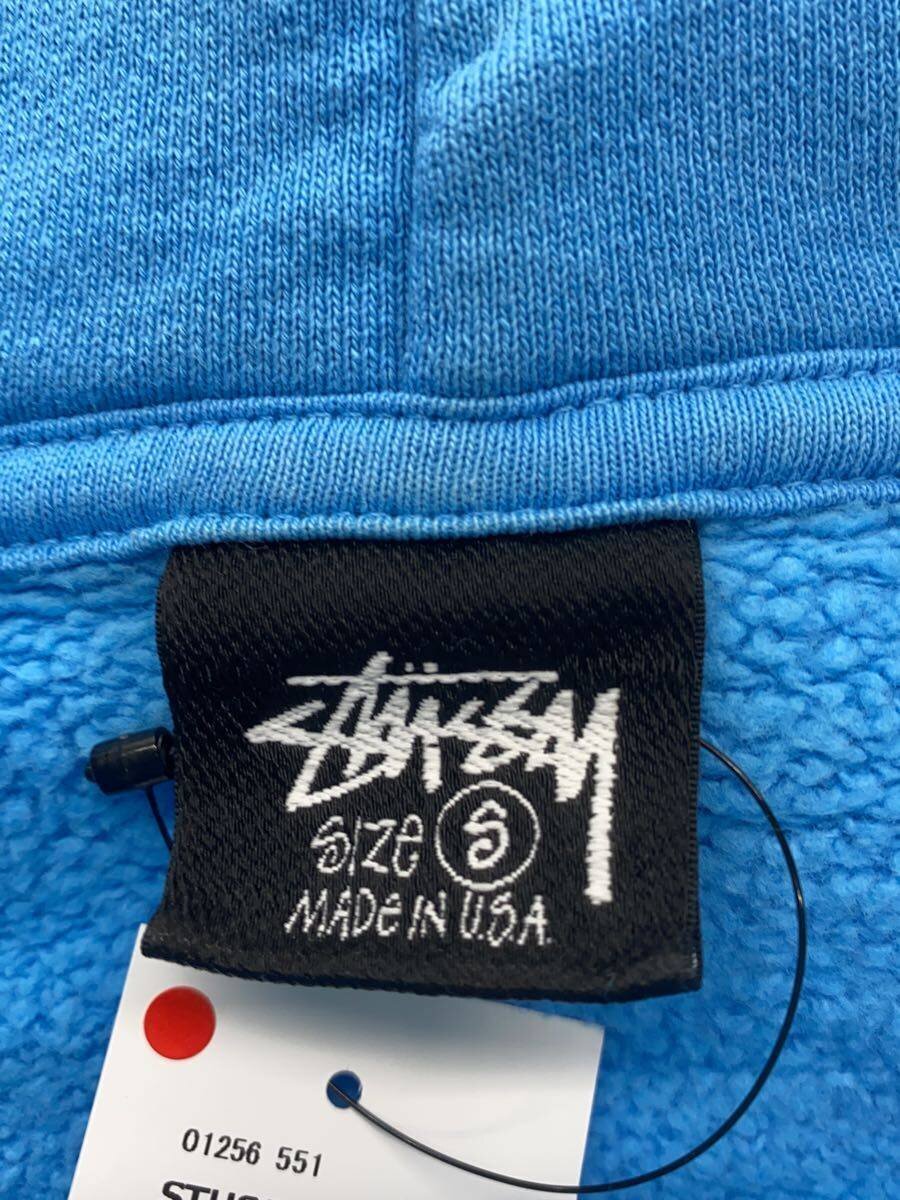 STÜSSY
SIZE S
MADE IN U.S.A.
01256 551